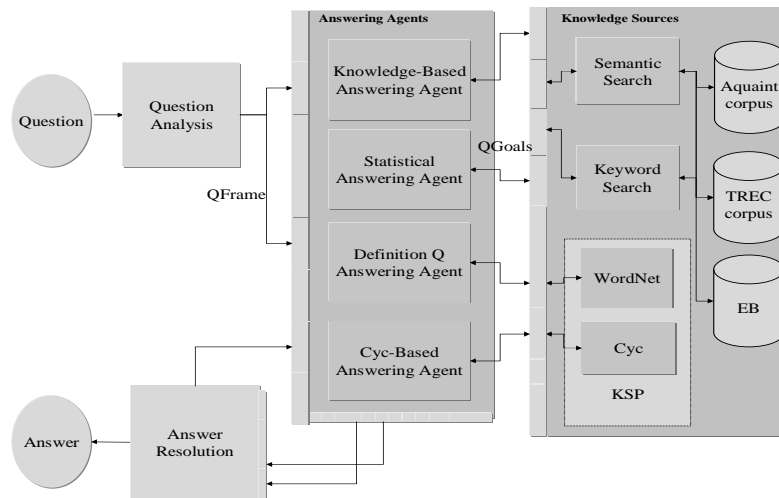 Answering Agents
Knowledge Sources
Knowledge-Based
Answering Agent
Semantic
Search
Aquaint
corpus
Question
Question
Analysis
QGoals
Statistical
Answering Agent
Keyword
Search
TREC
corpus
QFrame
Definition Q
Answering Agent
WordNet
EB
Cyc-Based
Answering Agent
Cyc
KSP
Answer
Answer
Resolution